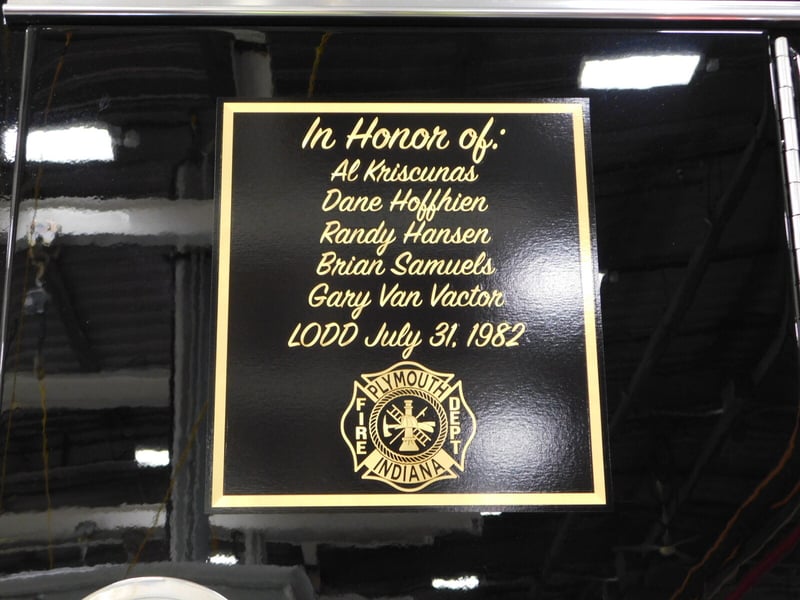 In Honor of:
Al Kriscunas
Dane Hoffhien
Randy Hansen
Brian Samuels
Gary Van Vactor
LODD July 31, 1982
PLYMOUTH
FIRE DEPT
INDIANA